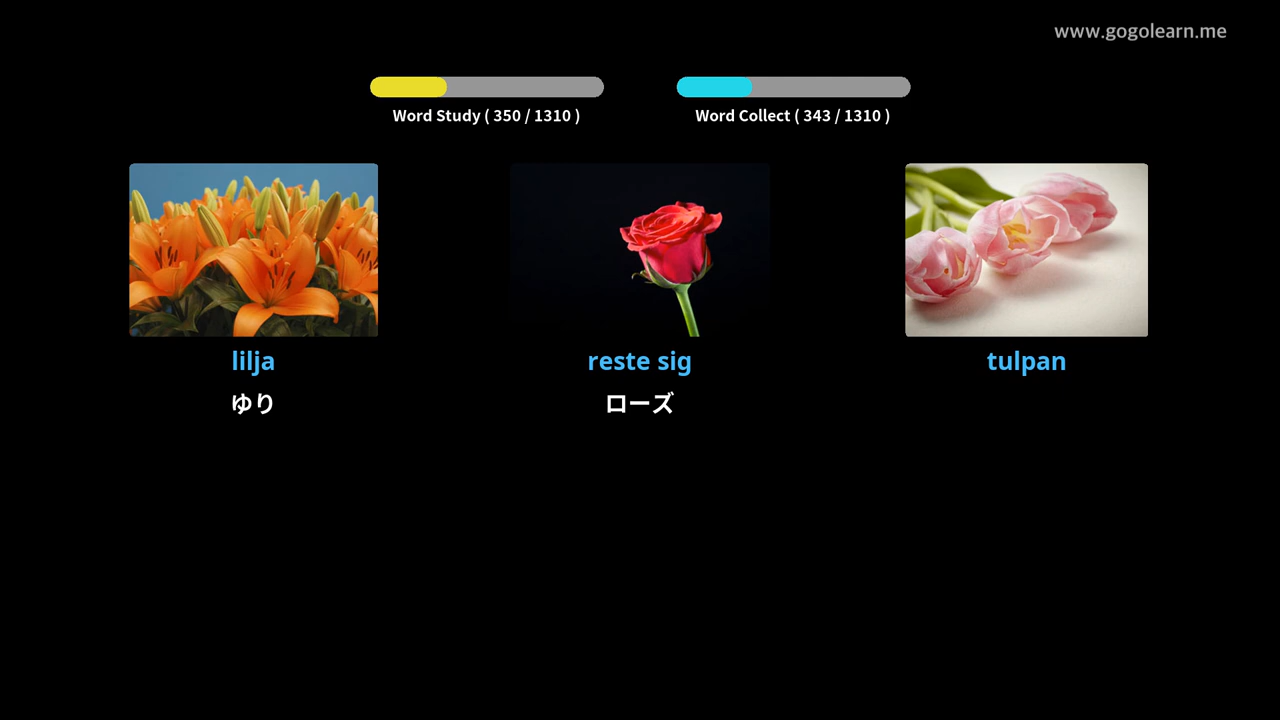 www.gogolearn.me
Word Study ( 350 / 1310 )
Word Collect ( 343 / 1310 )
lilja
reste sig
tulpan
ゆり
ローズ